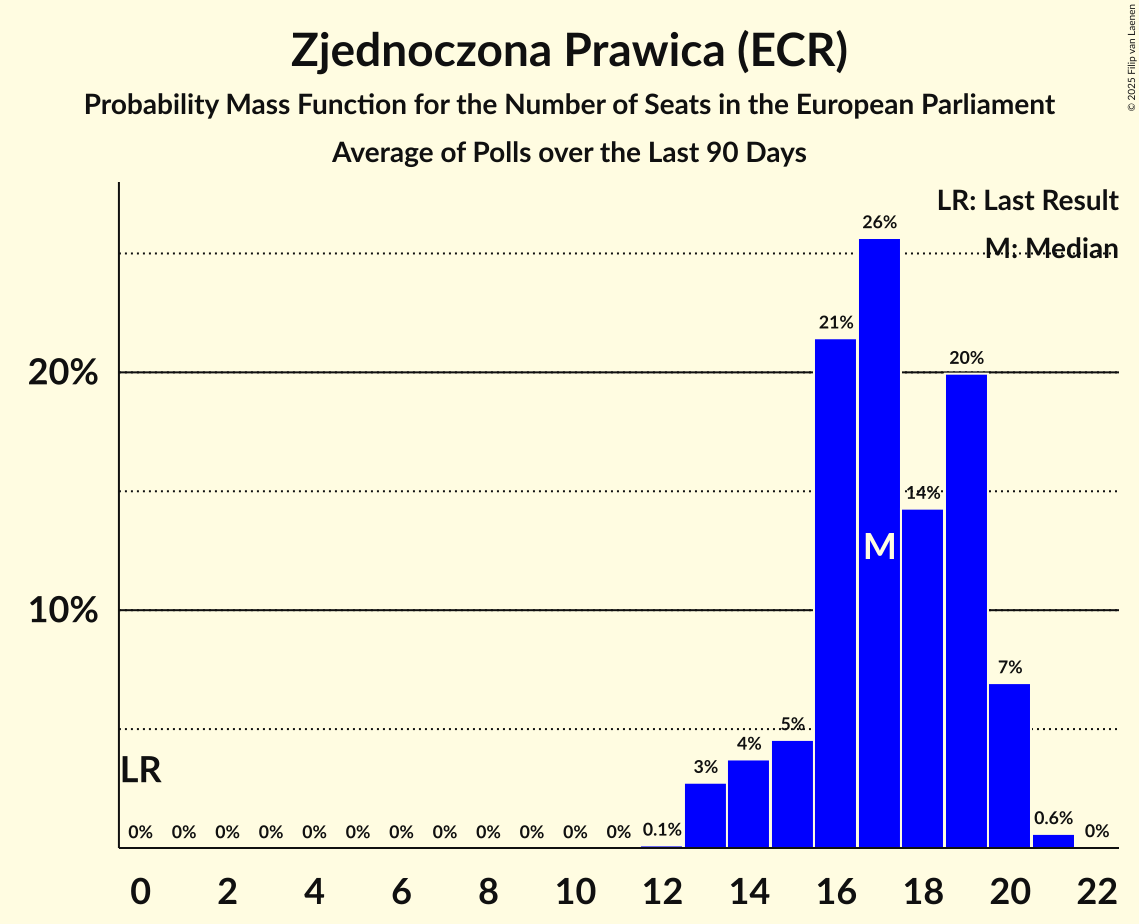 Zjednoczona Prawica (ECR)
Probability Mass Function for the Number of Seats in the European Parliament
Average of Polls over the Last 90 Days
© 2025 Filip van Laenen
LR: Last Result
M: Median
26%
21%
20%
20%
14%
M
10%
7%
5%
4%
3%
LR
0% 0% 0% 0% 0% 0% 0% 0% 0% 0% 0% 0% 0.1% 0.6% 0%
0 2 4 6 8 10 12 14 16 18 20 22